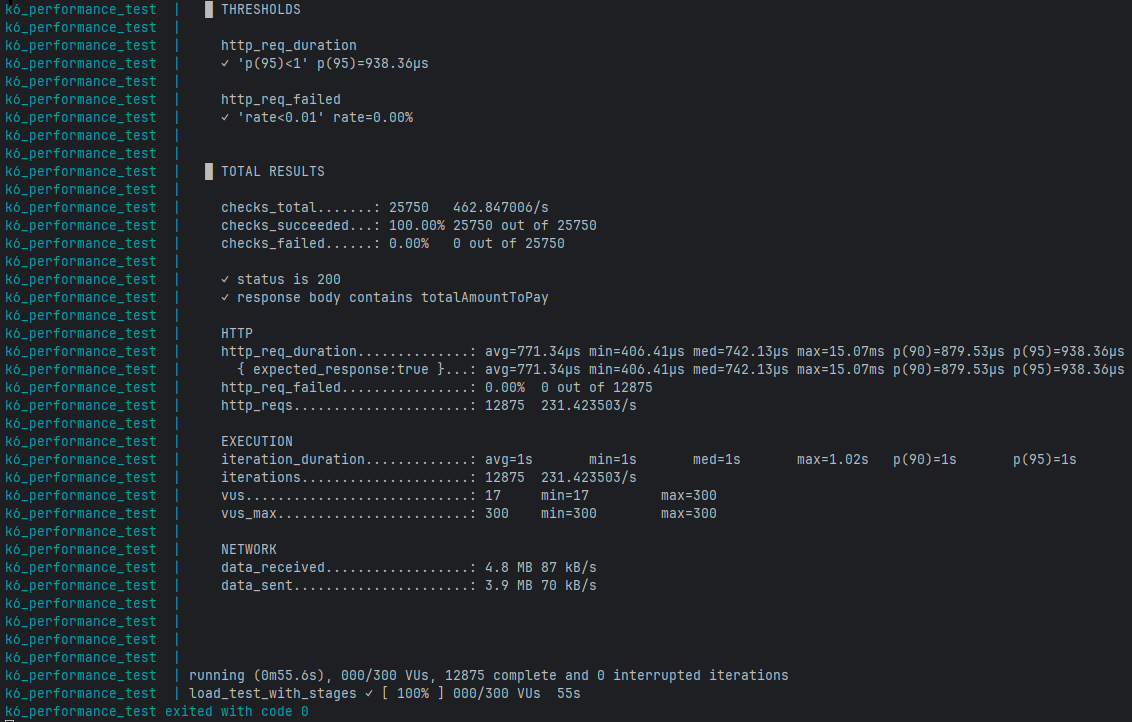 k6_performance_test  |   █ THRESHOLDS
k6_performance_test  |
k6_performance_test  |     http_req_duration
k6_performance_test  |     ✓ 'p(95)<1' p(95)=938.36µs
k6_performance_test  |
k6_performance_test  |     http_req_failed
k6_performance_test  |     ✓ 'rate<0.01' rate=0.00%
k6_performance_test  |
k6_performance_test  |
k6_performance_test  |   █ TOTAL RESULTS
k6_performance_test  |
k6_performance_test  |     checks_total.......: 25750   462.847006/s
k6_performance_test  |     checks_succeeded...: 100.00% 25750 out of 25750
k6_performance_test  |     checks_failed......: 0.00%   0 out of 25750
k6_performance_test  |
k6_performance_test  |     ✓ status is 200
k6_performance_test  |     ✓ response body contains totalAmountToPay
k6_performance_test  |
k6_performance_test  |     HTTP
k6_performance_test  |     http_req_duration..............: avg=771.34µs min=406.41µs med=742.13µs max=15.07ms p(90)=879.53µs p(95)=938.36µs
k6_performance_test  |       { expected_response:true }...: avg=771.34µs min=406.41µs med=742.13µs max=15.07ms p(90)=879.53µs p(95)=938.36µs
k6_performance_test  |     http_req_failed................: 0.00%  0 out of 12875
k6_performance_test  |     http_reqs......................: 12875  231.423503/s
k6_performance_test  |
k6_performance_test  |     EXECUTION
k6_performance_test  |     iteration_duration.............: avg=1s       min=1s       med=1s       max=1.02s   p(90)=1s       p(95)=1s
k6_performance_test  |     iterations.....................: 12875  231.423503/s
k6_performance_test  |     vus............................: 17     min=17         max=300
k6_performance_test  |     vus_max........................: 300    min=300        max=300
k6_performance_test  |
k6_performance_test  |     NETWORK
k6_performance_test  |     data_received..................: 4.8 MB 87 kB/s
k6_performance_test  |     data_sent......................: 3.9 MB 70 kB/s
k6_performance_test  |
k6_performance_test  |
k6_performance_test  |
k6_performance_test  |
k6_performance_test  | running (0m55.6s), 000/300 VUs, 12875 complete and 0 interrupted iterations
k6_performance_test  | load_test_with_stages ✓ [ 100% ] 000/300 VUs  55s
k6_performance_test exited with code 0